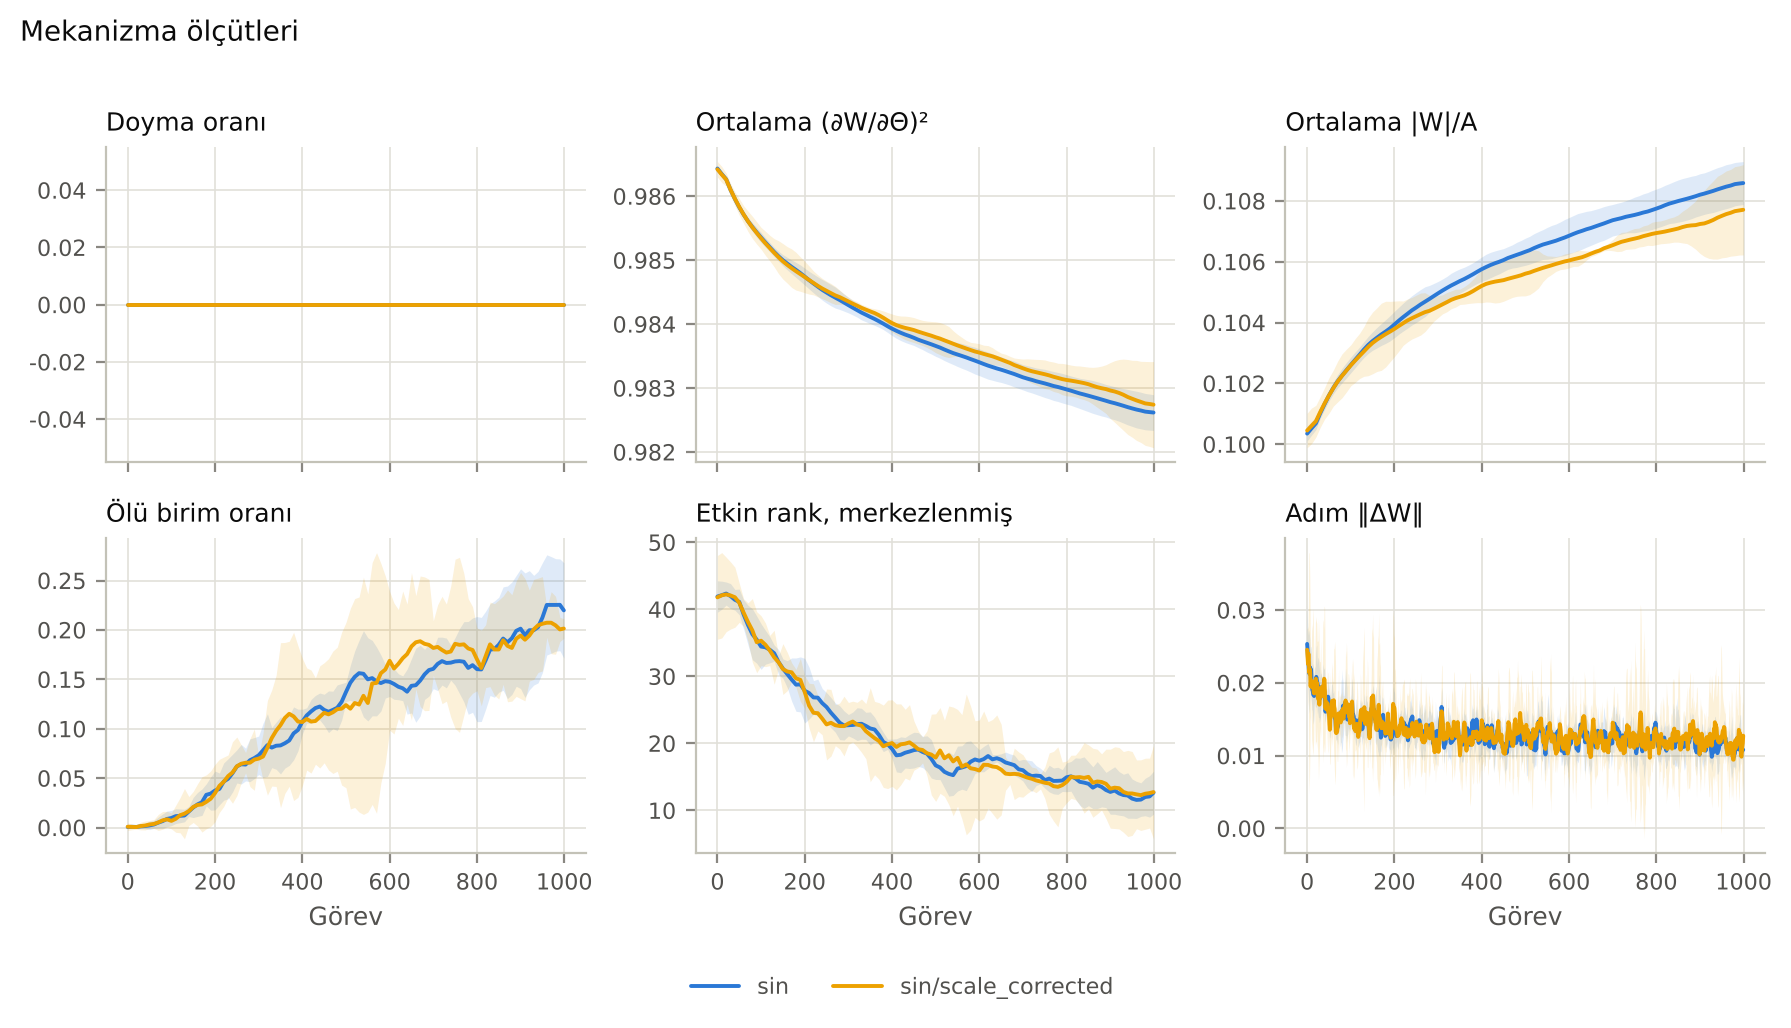 Mekanizma ölçütleri
Doyma oranı
0.04
0.02
0.00
-0.02
-0.04
Ortalama (∂W/∂Θ)²
0.986
0.985
0.984
0.983
0.982
Ortalama |W|/A
0.108
0.106
0.104
0.102
0.100
Ölü birim oranı
0.25
0.20
0.15
0.10
0.05
0.00
0 200 400 600 800 1000
Görev
Etkin rank, merkezlenmiş
50
40
30
20
10
0 200 400 600 800 1000
Görev
Adım ‖ΔW‖
0.03
0.02
0.01
0.00
0 200 400 600 800 1000
Görev
sin sin/scale_corrected